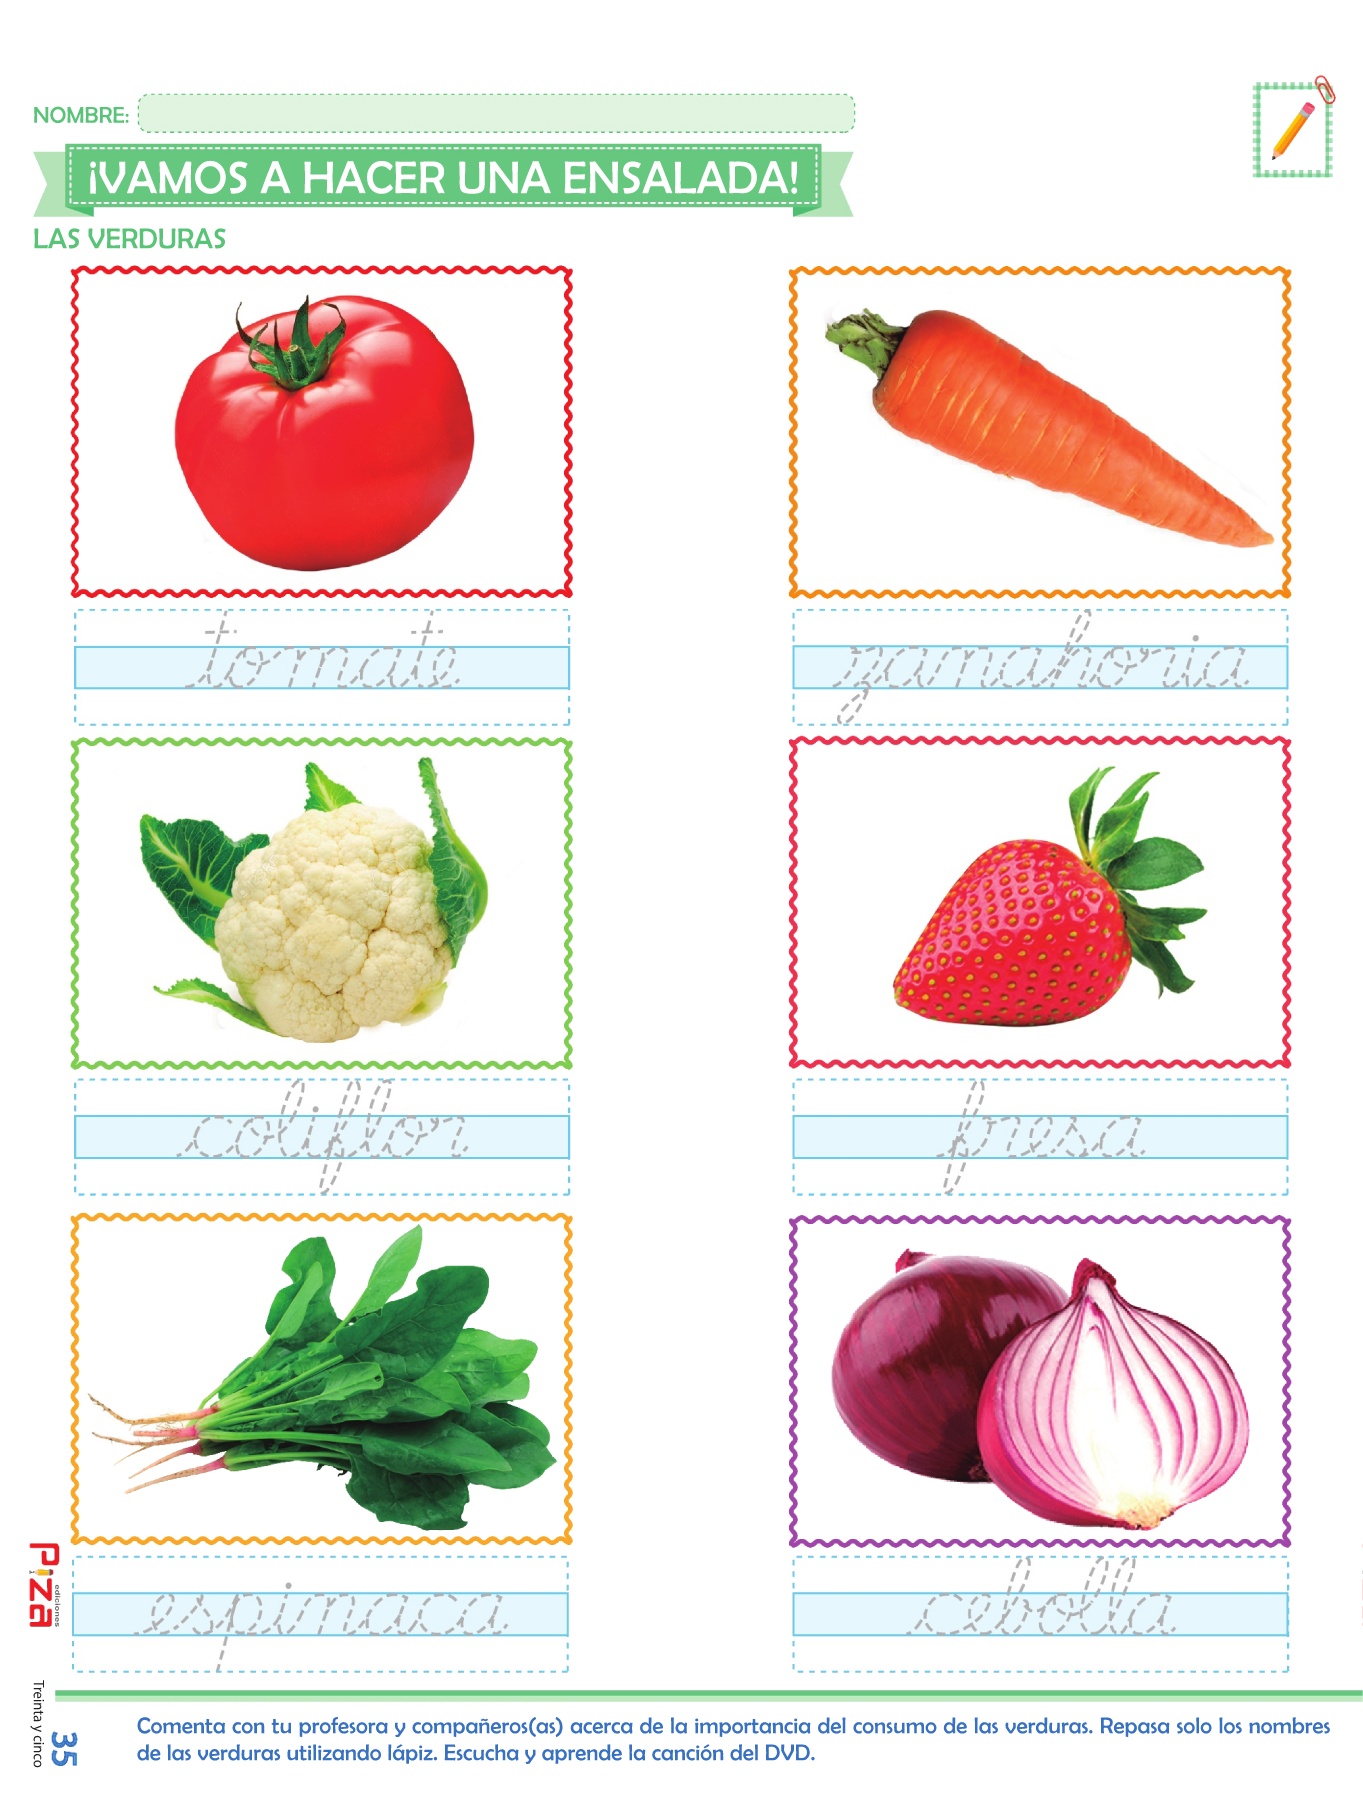 NOMBRE:
¡VAMOS A HACER UNA ENSALADA!
LAS VERDURAS
tomate
zanahoria
coliflor
fresa
espinaca
cebolla
PIZA
ediciones
Treinta y cinco
35
Comenta con tu profesora y compañeros(as) acerca de la importancia del consumo de las verduras. Repasa solo los nombres
de las verduras utilizando lápiz. Escucha y aprende la canción del DVD.